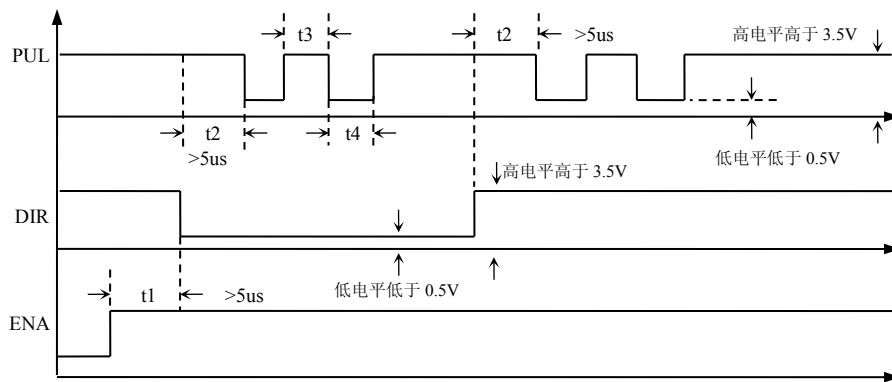 t3
t2
>5us
高电平高于 3.5V
PUL
t2
t4
>5us
低电平低于 0.5V
高电平高于 3.5V
DIR
t1
>5us
低电平低于 0.5V
ENA